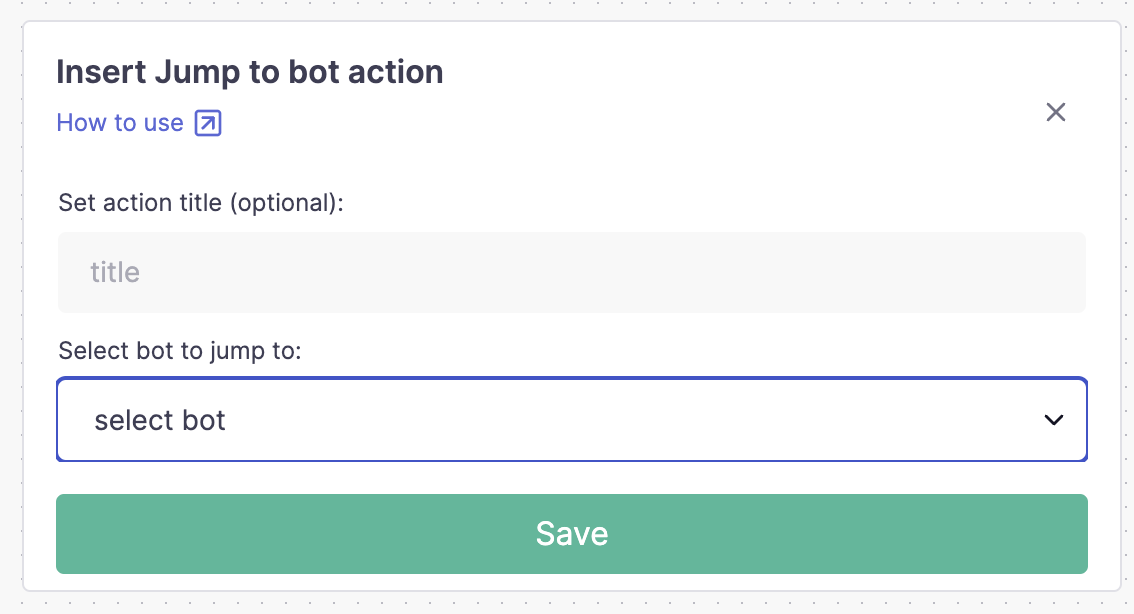 Insert Jump to bot action
How to use
Set action title (optional):
title
Select bot to jump to:
select bot
Save